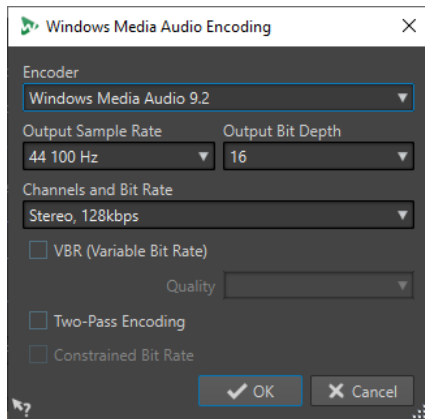 Windows Media Audio Encoding
Encoder
Windows Media Audio 9.2
Output Sample Rate Output Bit Depth
44 100 Hz 16
Channels and Bit Rate
Stereo, 128kbps
VBR (Variable Bit Rate)
Quality
Two-Pass Encoding
Constrained Bit Rate
OK Cancel
?